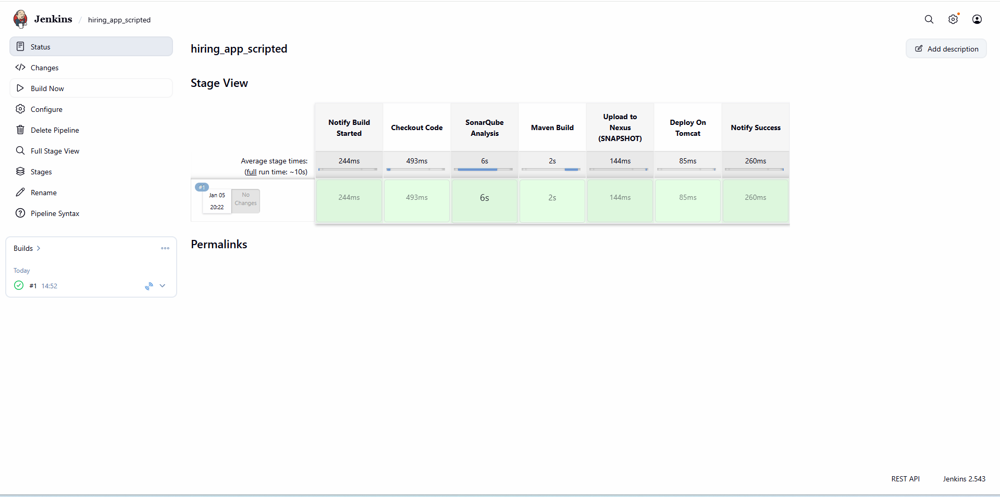 Jenkins / hiring_app_scripted
Status
Changes
Build Now
Configure
Delete Pipeline
Full Stage View
Stages
Rename
Pipeline Syntax
Builds
Today
#1 14:52
hiring_app_scripted
Add description
Stage View
Notify Build
Started
Checkout Code
SonarQube
Analysis
Maven Build
Upload to
Nexus
(SNAPSHOT)
Deploy On
Tomcat
Notify Success
Average stage times:
(full run time: ~10s)
244ms 493ms 6s 2s 144ms 85ms 260ms
#1
Jan 05
20:22
No
Changes
244ms 493ms 6s 2s 144ms 85ms 260ms
Permalinks
REST API Jenkins 2.543